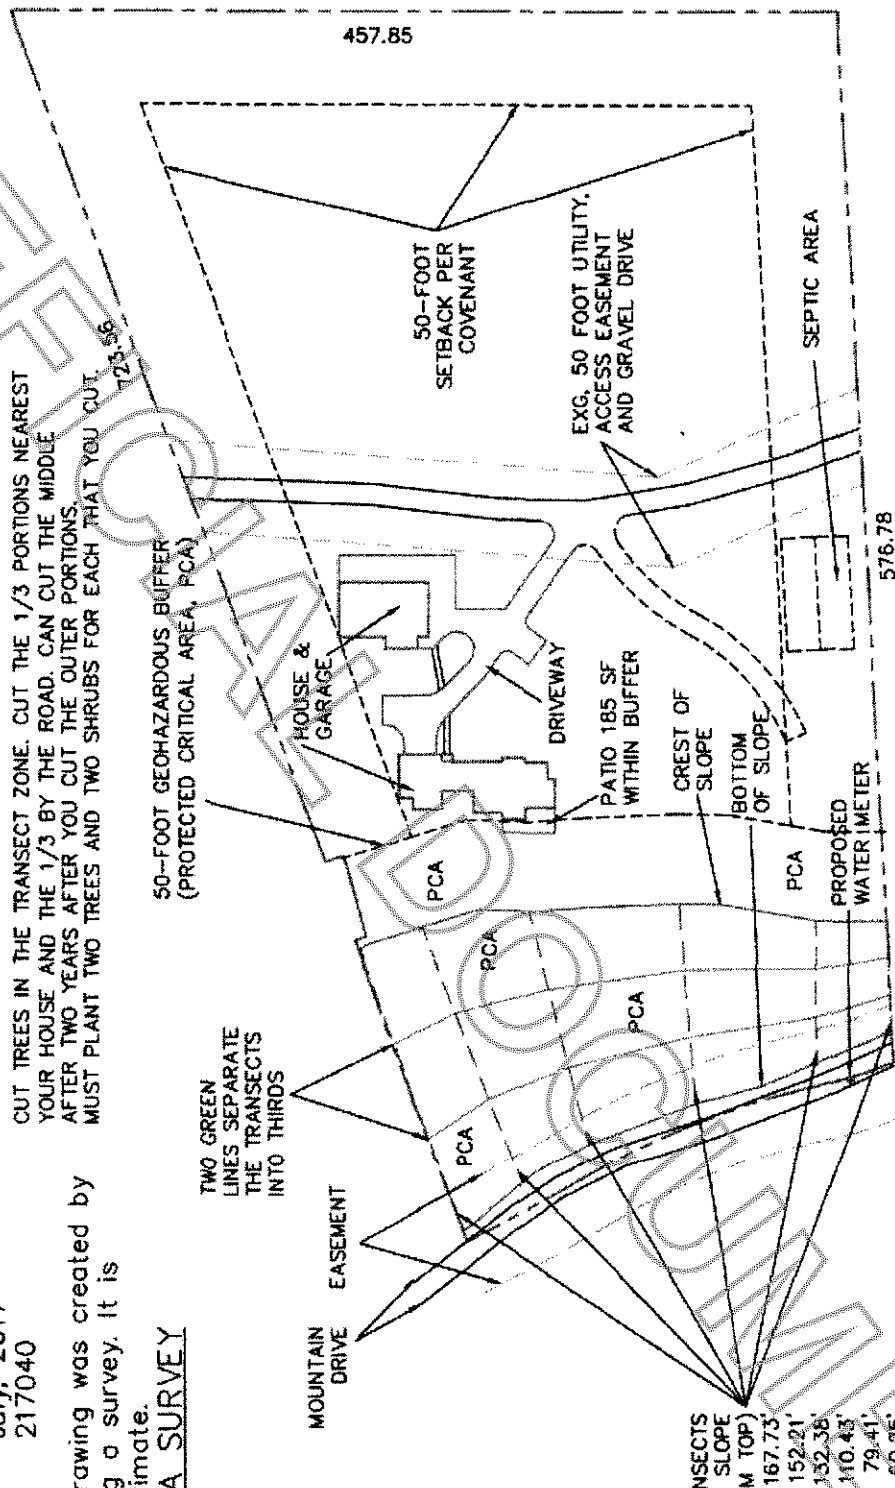 July, 2017
217040
rawing was created by
g a survey. It is
imate.
A SURVEY
CUT TREES IN THE TRANSECT ZONE. CUT THE 1/3 PORTIONS NEAREST
YOUR HOUSE AND THE 1/3 BY THE ROAD. CAN CUT THE MIDDLE
AFTER TWO YEARS AFTER YOU CUT THE OUTER PORTIONS.
MUST PLANT TWO TREES AND TWO SHRUBS FOR EACH THAT YOU CUT.
723.56
457.85
50-FOOT GEOHAZARDOUS BUFFER
(PROTECTED CRITICAL AREA, PCA)
HOUSE &
GARAGE
50-FOOT
SETBACK PER
COVENANT
EXG. 50 FOOT UTILITY,
ACCESS EASEMENT
AND GRAVEL DRIVE
SEPTIC AREA
DRIVEWAY
PATIO 185 SF
WITHIN BUFFER
CREST OF
SLOPE
BOTTOM
OF SLOPE
PROPOSED
WATER METER
576.78
PCA
PCA
PCA
PCA
PCA
TWO GREEN
LINES SEPARATE
THE TRANSECTS
INTO THIRDS
EASEMENT
MOUNTAIN
DRIVE
NSECTS
SLOPE
M TOP)
167.73'
152.21'
132.38'
110.43'
79.41'
OFFICIAL DOCUME